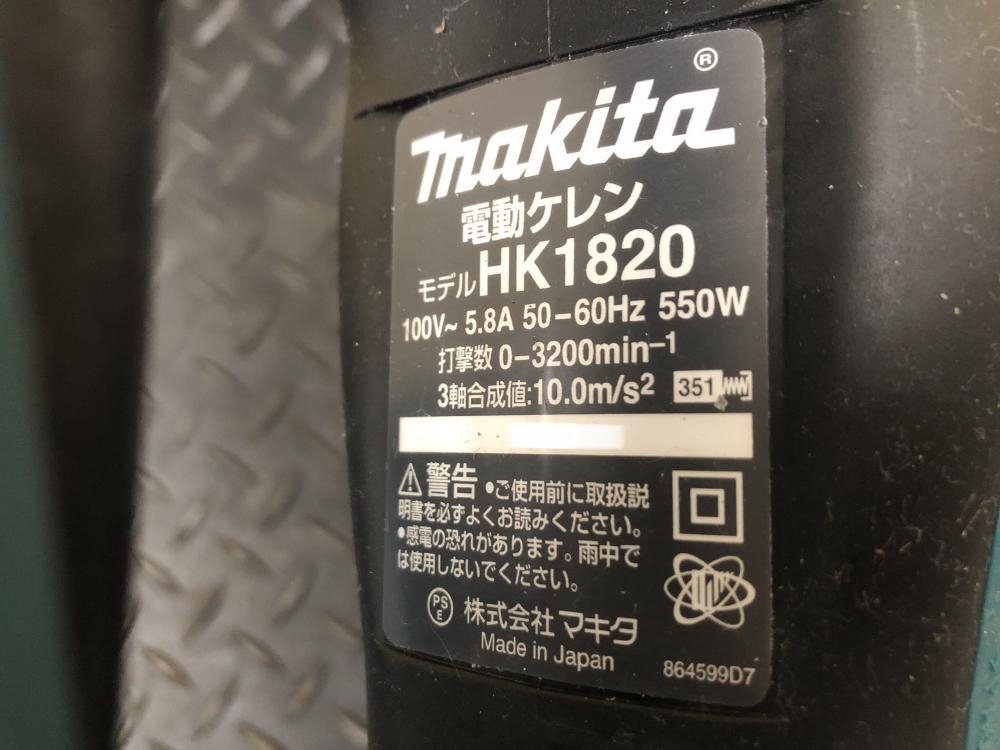 makita ®
電動ケレン
モデルHK1820
100V~ 5.8A 50-60Hz 550W
打撃数 0-3200min-1
3軸合成値:10.0m/s2 351
警告 •ご使用前に取扱説
明書を必ずよくお読みください。
•感電の恐れがあります。雨中で
は使用しないでください。
PS
E
株式会社マキタ
Made in Japan
864599D7